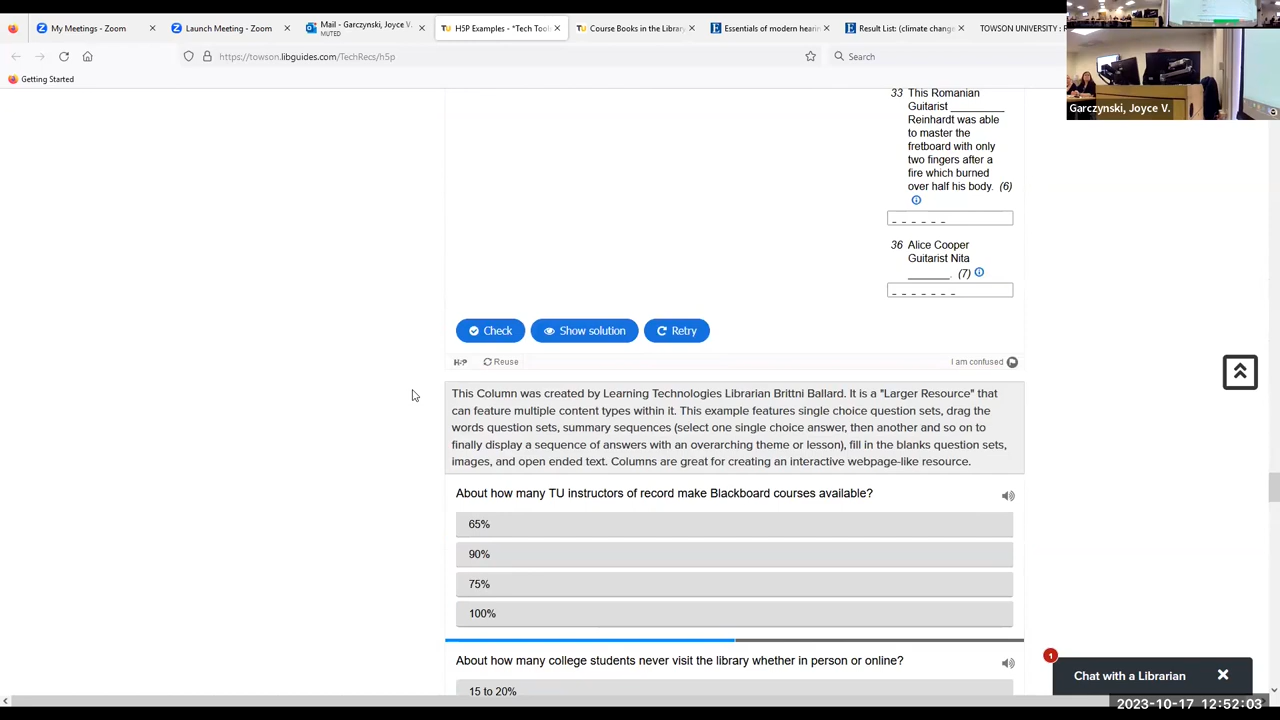 My Meetings - Zoom
Launch Meeting - Zoom
Mail - Garczynski, Joyce V.
MUTED
H5P Examples - "Tech Tool
Course Books in the Library
Essentials of modern hearin
Result List: (climate chang
TOWSON UNIVERSITY : 
https://towson.libguides.com/TechRecs/h5p
Search
Getting Started
Garczynski, Joyce V.
33 This Romanian
Guitarist ________
Reinhardt was able
to master the
fretboard with only
two fingers after a
fire which burned
over half his body. (6)
_ _ _ _ _ _
36 Alice Cooper
Guitarist Nita
______. (7)
_ _ _ _ _ _ _
Check
Show solution
Retry
H-P
Reuse
I am confused
This Column was created by Learning Technologies Librarian Brittni Ballard. It is a "Larger Resource" that
can feature multiple content types within it. This example features single choice question sets, drag the
words question sets, summary sequences (select one single choice answer, then another and so on to
finally display a sequence of answers with an overarching theme or lesson), fill in the blanks question sets,
images, and open ended text. Columns are great for creating an interactive webpage-like resource.
About how many TU instructors of record make Blackboard courses available?
65%
90%
75%
100%
About how many college students never visit the library whether in person or online?
15 to 20%
1
Chat with a Librarian
2023-10-17 12:52:03